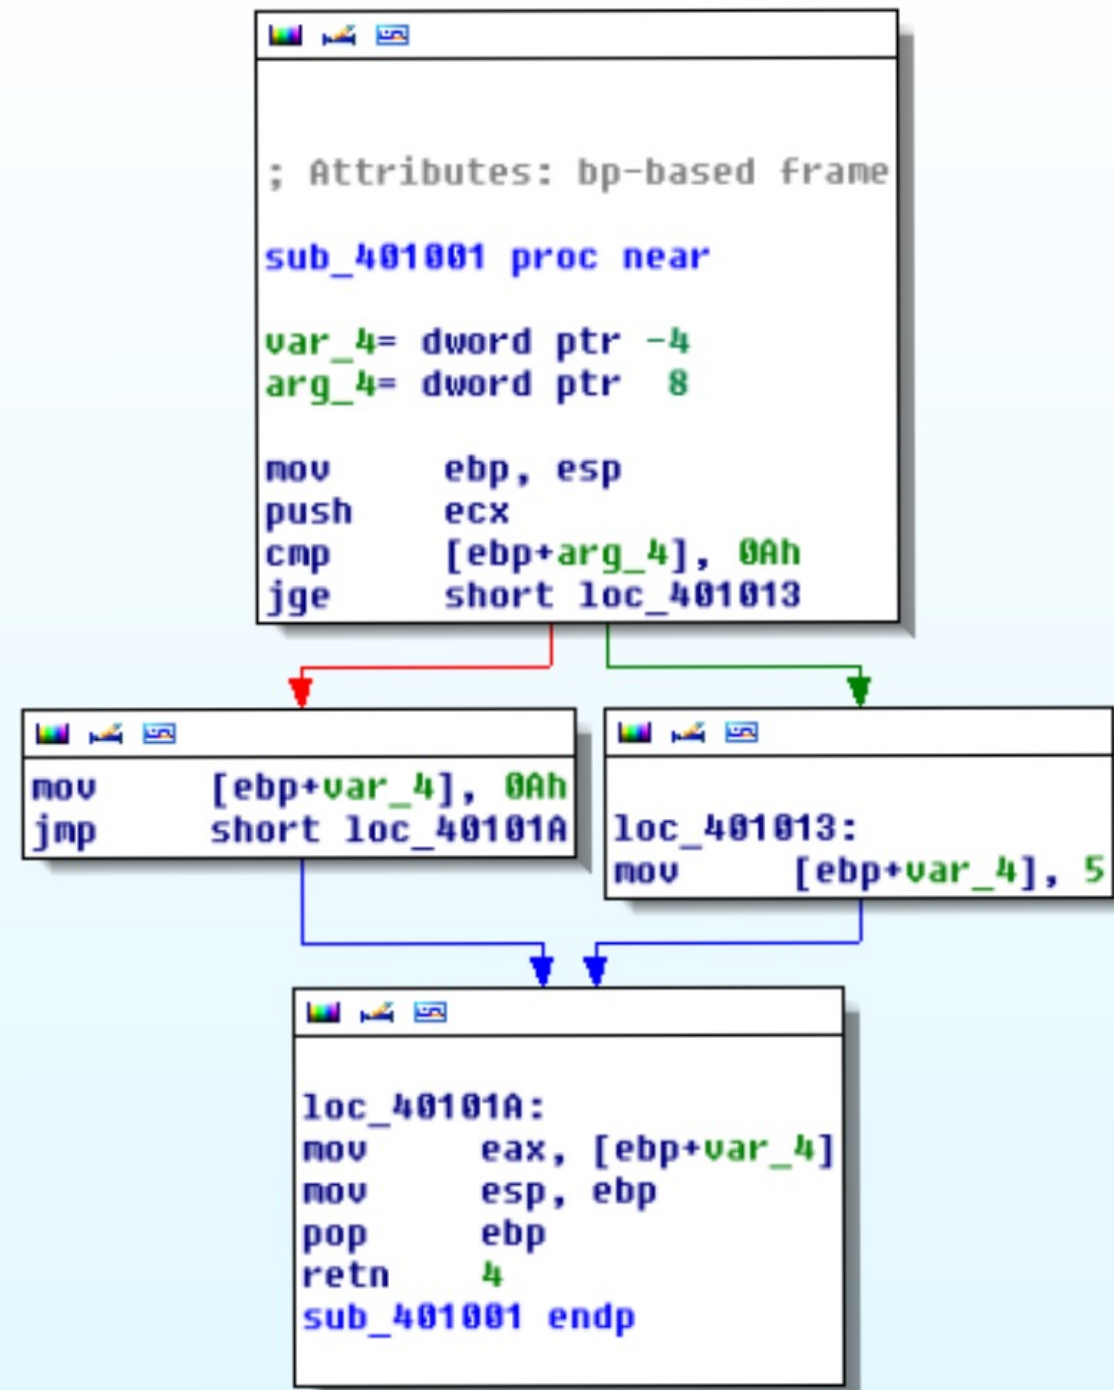 ; Attributes: bp-based frame
sub_401001 proc near
var_4= dword ptr -4
arg_4= dword ptr  8
mov     ebp, esp
push    ecx
cmp     [ebp+arg_4], 0Ah
jge     short loc_401013
mov     [ebp+var_4], 0Ah
jmp     short loc_40101A
loc_401013:
mov     [ebp+var_4], 5
loc_40101A:
mov     eax, [ebp+var_4]
mov     esp, ebp
pop     ebp
retn    4
sub_401001 endp